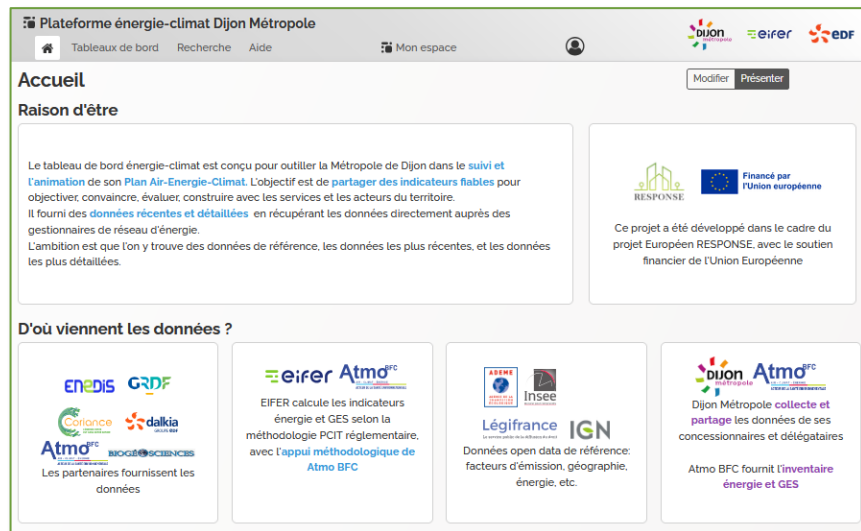 Plateforme énergie-climat Dijon Métropole
Tableaux de bord Recherche Aide Mon espace
DIJON métropole eifer eDF
Accueil
Modifier Présenter
Raison d'être
Le tableau de bord énergie-climat est conçu pour outiller la Métropole de Dijon dans le suivi et
l'animation de son Plan Air-Energie-Climat. L'objectif est de partager des indicateurs fiables pour
objectiver, convaincre, évaluer, construire avec les services et les acteurs du territoire.
Il fourni des données récentes et détaillées en récupérant les données directement auprès des
gestionnaires de réseau d'énergie.
L'ambition est que l'on y trouve des données de référence, les données les plus récentes, et les données
les plus détaillées.
RESPONSE
Financé par
l'Union européenne
Ce projet a été développé dans le cadre du
projet Européen RESPONSE, avec le soutien
financier de l'Union Européenne
D'où viennent les données ?
ENEDIS GRDF
Coriance dalkia
GROUPE EDF
Atmo BFC BIOGÉOSCIENCES
Les partenaires fournissent les
données
eifer Atmo BFC
EIFER calcule les indicateurs
énergie et GES selon la
méthodologie PCIT réglementaire,
avec l'appui méthodologique de
Atmo BFC
ADEME Insee
Légifrance IGN
Données open data de référence:
facteurs d'émission, géographie,
énergie, etc.
DIJON métropole Atmo BFC
Dijon Métropole collecte et
partage les données de ses
concessionnaires et délégataires
Atmo BFC fournit l'inventaire
énergie et GES